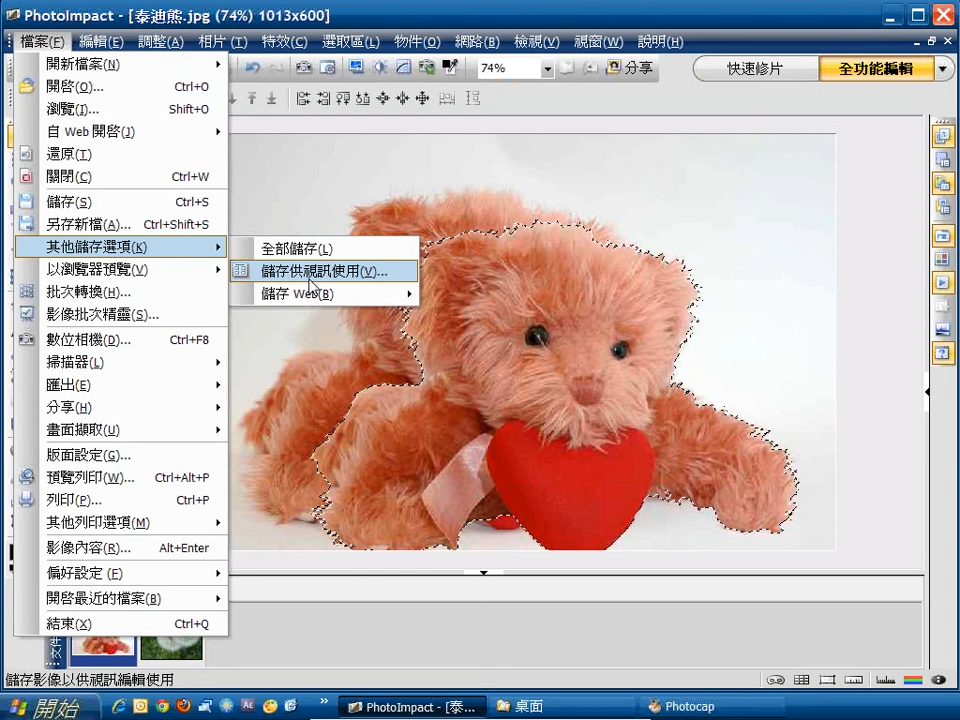 PhotoImpact - [泰迪熊.jpg (74%) 1013x600]
檔案(F) 編輯(E) 調整(A) 相片 (T) 特效(C) 選取區(L) 物件(O) 網路(B) 檢視(V) 視窗(W) 說明(H)
74% 分享 快速修片 全功能編輯
開新檔案(N)
開啓(O)... Ctrl+O
瀏覽(I)... Shift+O
自 Web 開啓(J)
還原(T)
關閉(C) Ctrl+W
儲存(S) Ctrl+S
另存新檔(A)... Ctrl+Shift+S
其他儲存選項(K)
全部儲存(L)
儲存供視訊使用(V)...
儲存 Web(B)
以瀏覽器預覽(V)
批次轉換(H)...
影像批次精靈(S)...
數位相機(D)... Ctrl+F8
掃描器(L)
匯出(E)
分享(H)
畫面擷取(U)
版面設定(G)...
預覽列印(W)... Ctrl+Alt+P
列印(P)... Ctrl+P
其他列印選項(M)
影像內容(R)... Alt+Enter
偏好設定 (F)
開啓最近的檔案(B)
結束(X) Ctrl+Q
儲存影像以供視訊編輯使用
開始 PhotoImpact - [泰... 桌面 Photocap